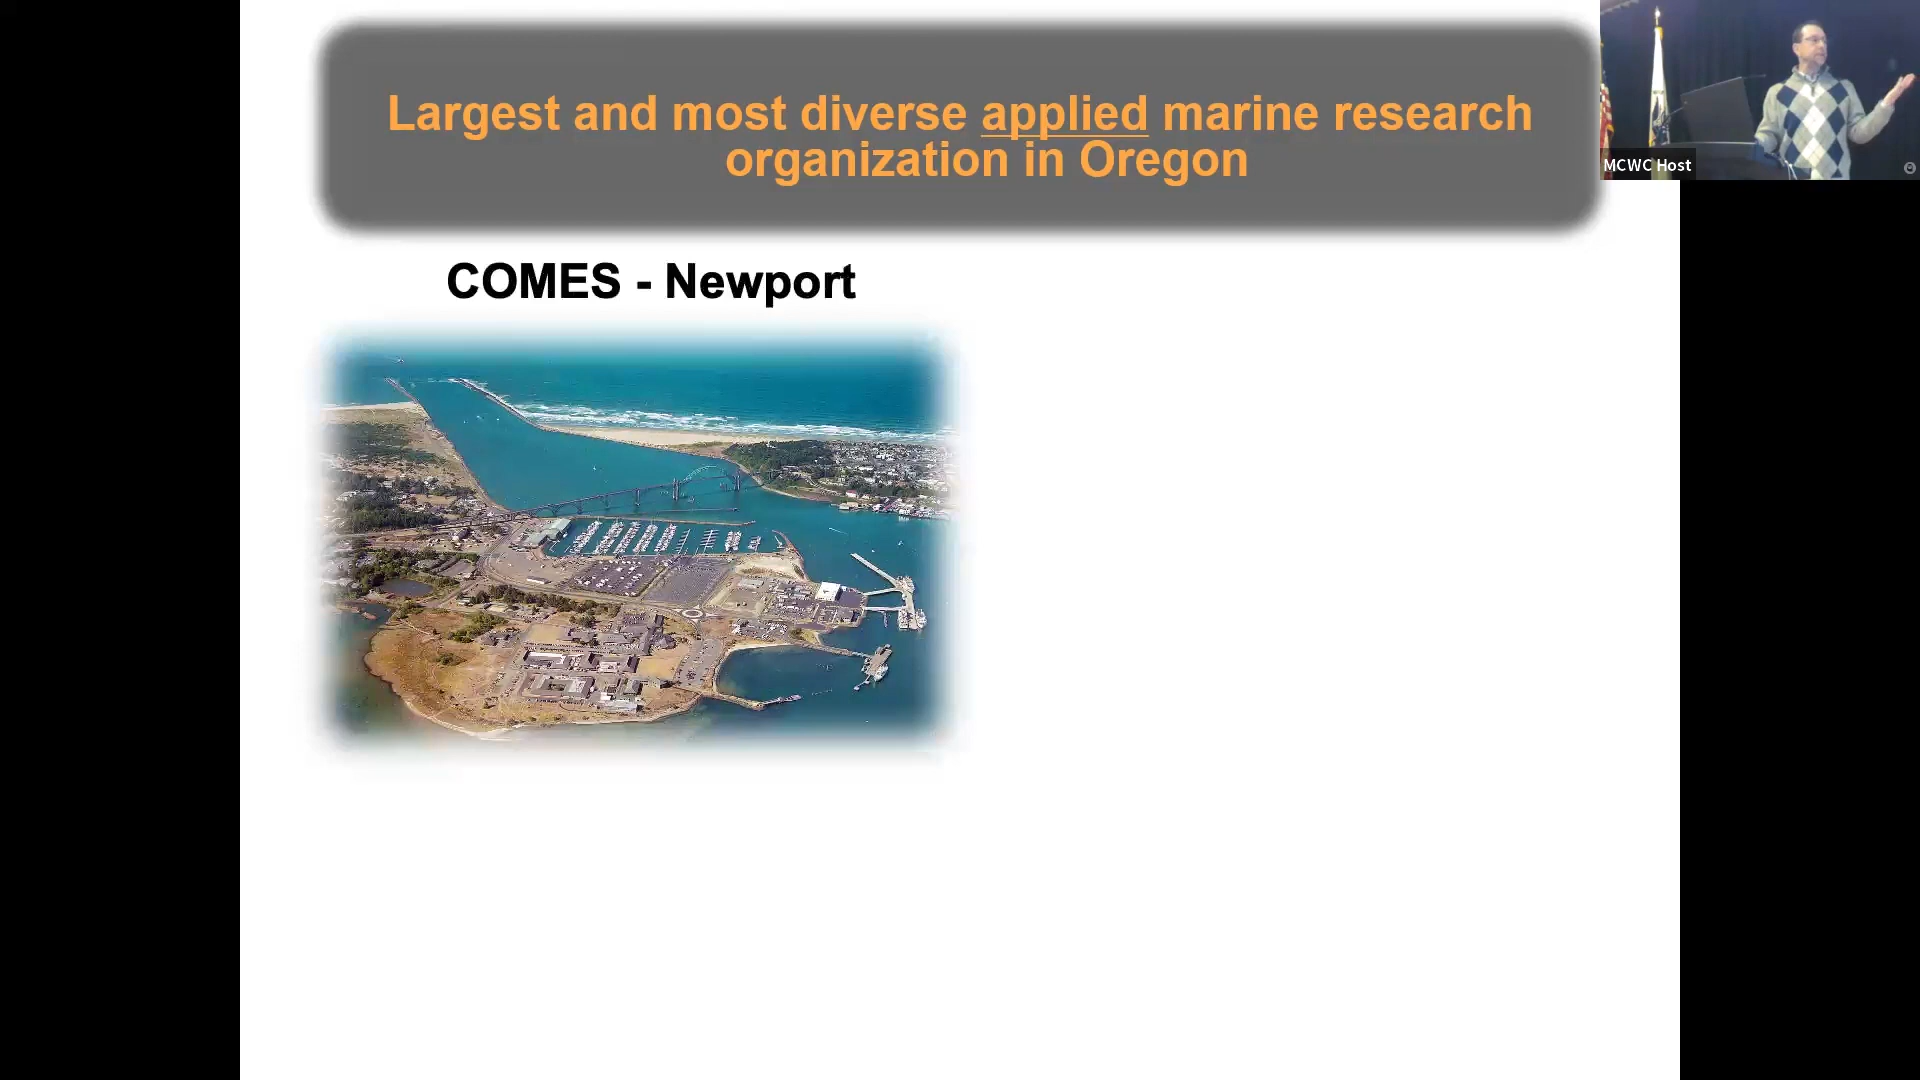 Largest and most diverse applied marine research
organization in Oregon
MCWC Host
COMES - Newport